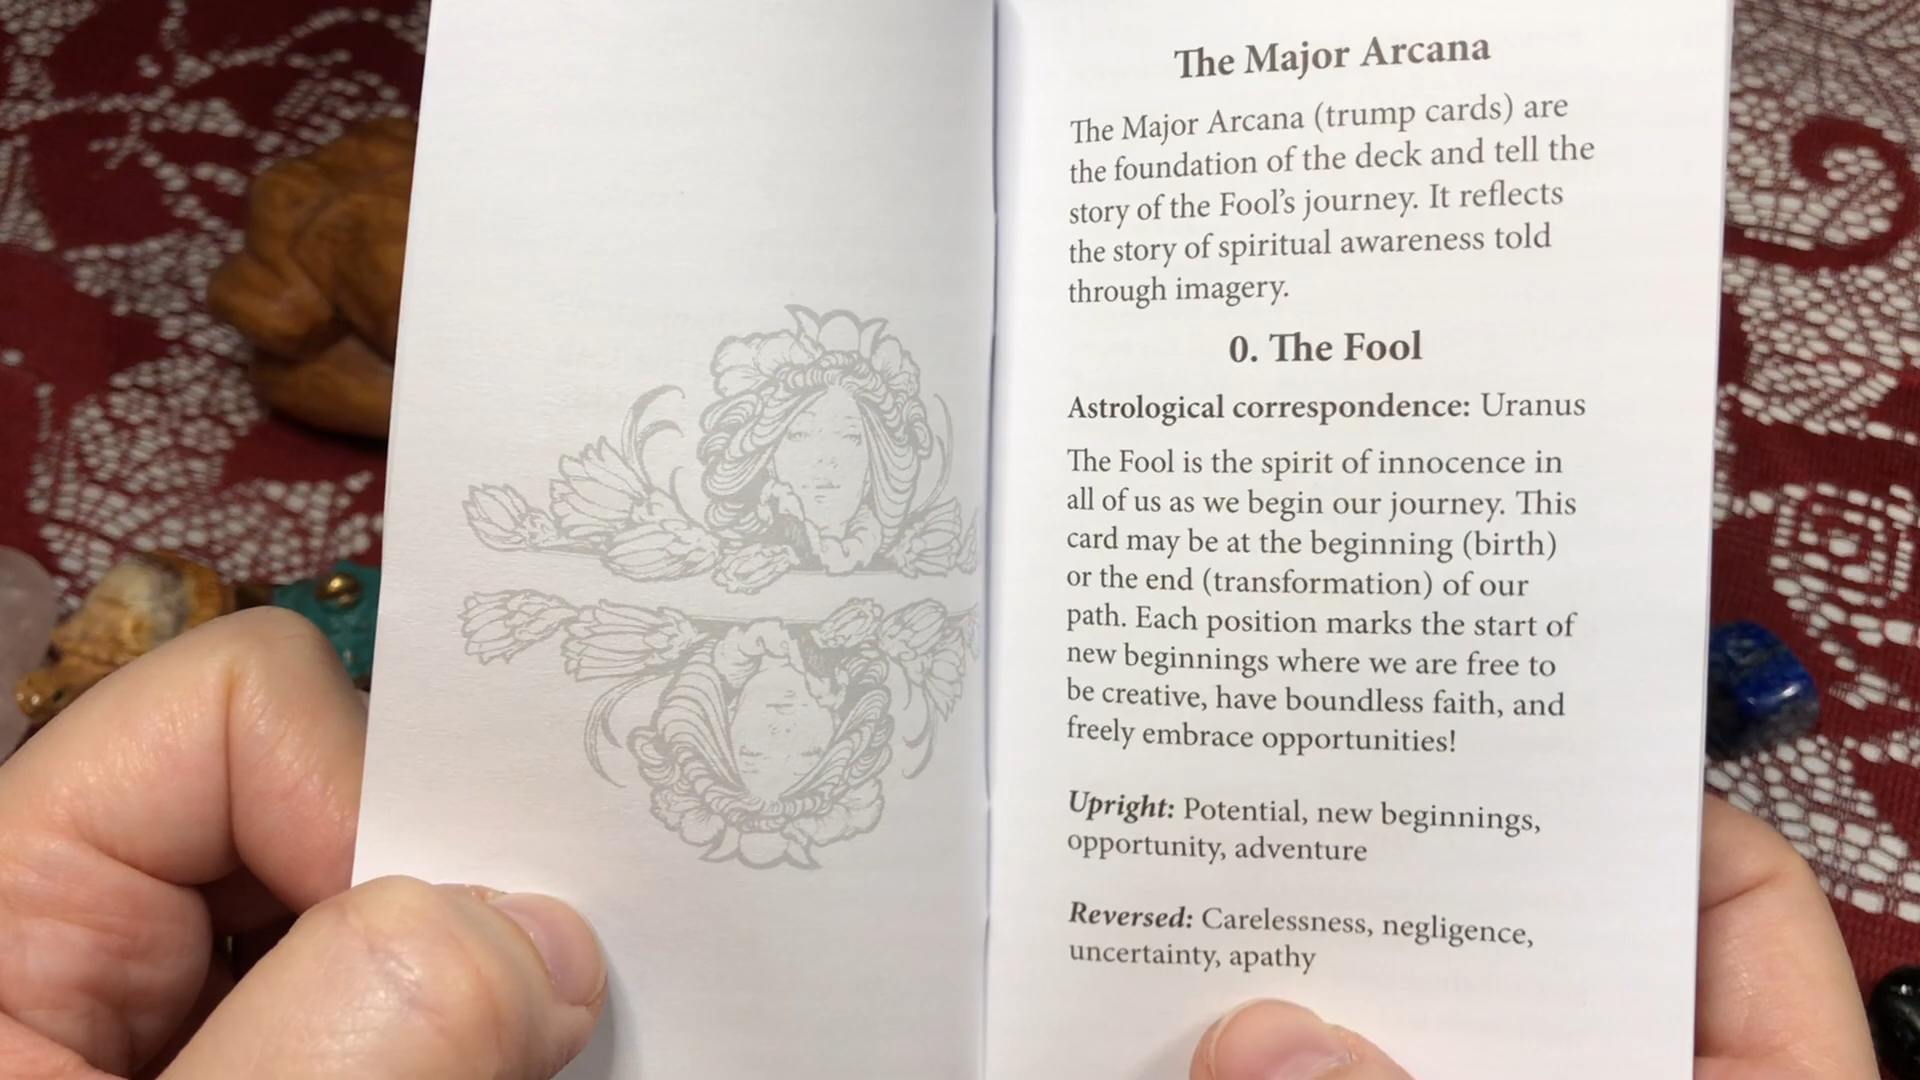 The Major Arcana
The Major Arcana (trump cards) are
the foundation of the deck and tell the
story of the Fool's journey. It reflects
the story of spiritual awareness told
through imagery.
0. The Fool
Astrological correspondence: Uranus
The Fool is the spirit of innocence in
all of us as we begin our journey. This
card may be at the beginning (birth)
or the end (transformation) of our
path. Each position marks the start of
new beginnings where we are free to
be creative, have boundless faith, and
freely embrace opportunities!
Upright: Potential, new beginnings,
opportunity, adventure
Reversed: Carelessness, negligence,
uncertainty, apathy